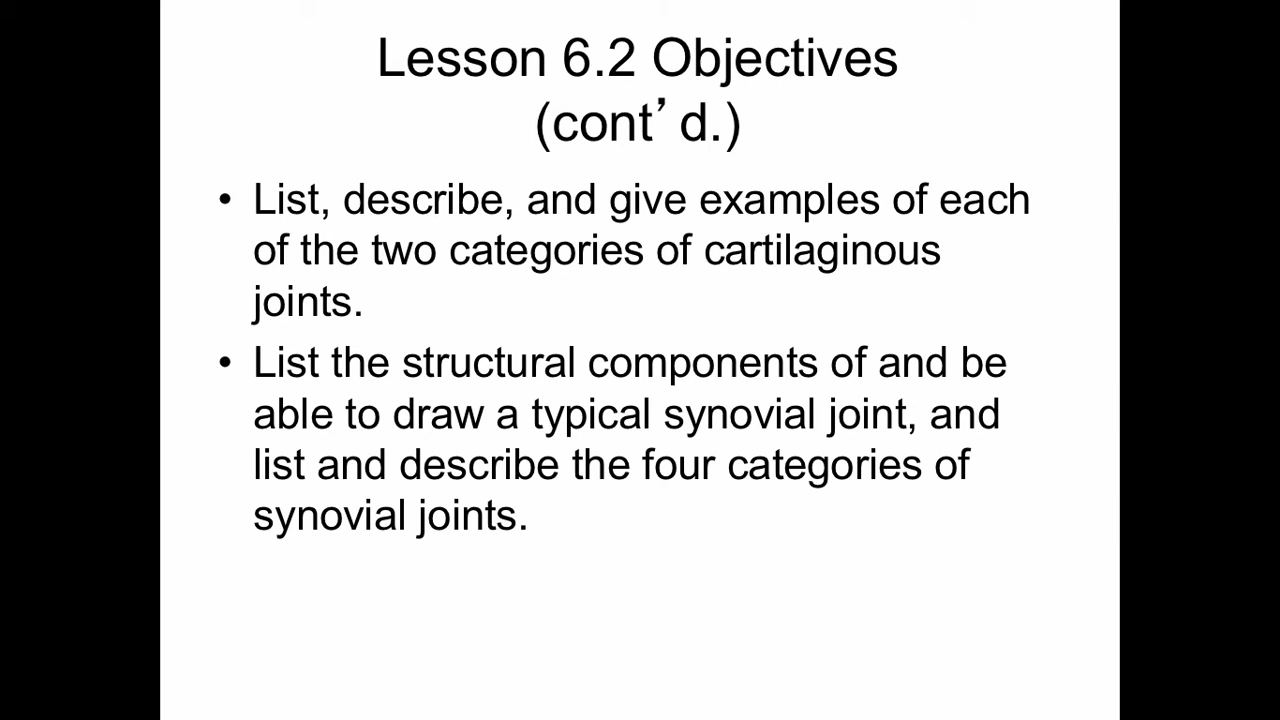 Lesson 6.2 Objectives
(cont’d.)
• List, describe, and give examples of each
of the two categories of cartilaginous
joints.
• List the structural components of and be
able to draw a typical synovial joint, and
list and describe the four categories of
synovial joints.